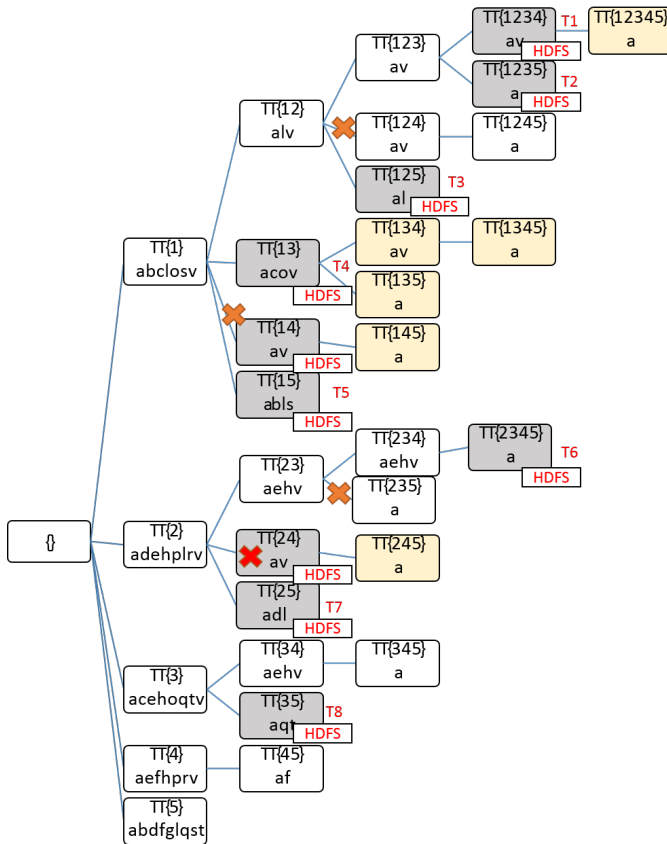 TT{1234}
av
HDFS
T1
TT{12345}
a
TT{123}
av
TT{1235}
a
HDFS
T2
TT{12}
alv
TT{124}
av
TT{1245}
a
TT{125}
al
HDFS
T3
TT{1}
abclosv
TT{13}
acov
HDFS
T4
TT{134}
av
TT{1345}
a
TT{135}
a
TT{14}
av
HDFS
TT{145}
a
TT{15}
abls
HDFS
T5
{}
TT{2}
adehplrv
TT{23}
aehv
TT{234}
aehv
TT{2345}
a
HDFS
T6
TT{235}
a
TT{24}
av
HDFS
TT{245}
a
TT{25}
adl
HDFS
T7
TT{3}
acehoqtv
TT{34}
aehv
TT{345}
a
TT{35}
aqt
HDFS
T8
TT{4}
aefhprv
TT{45}
af
TT{5}
abdfglqst